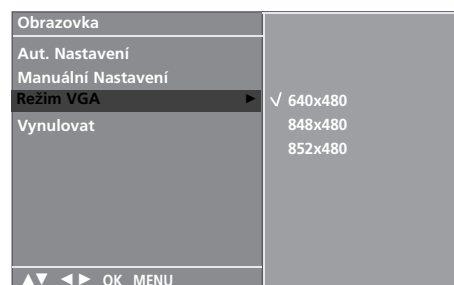 Obrazovka
Aut. Nastavení
Manuální Nastavení
Režim VGA ►
Vynulovat
√ 640x480
848x480
852x480
▲▼ ◄► OK MENU